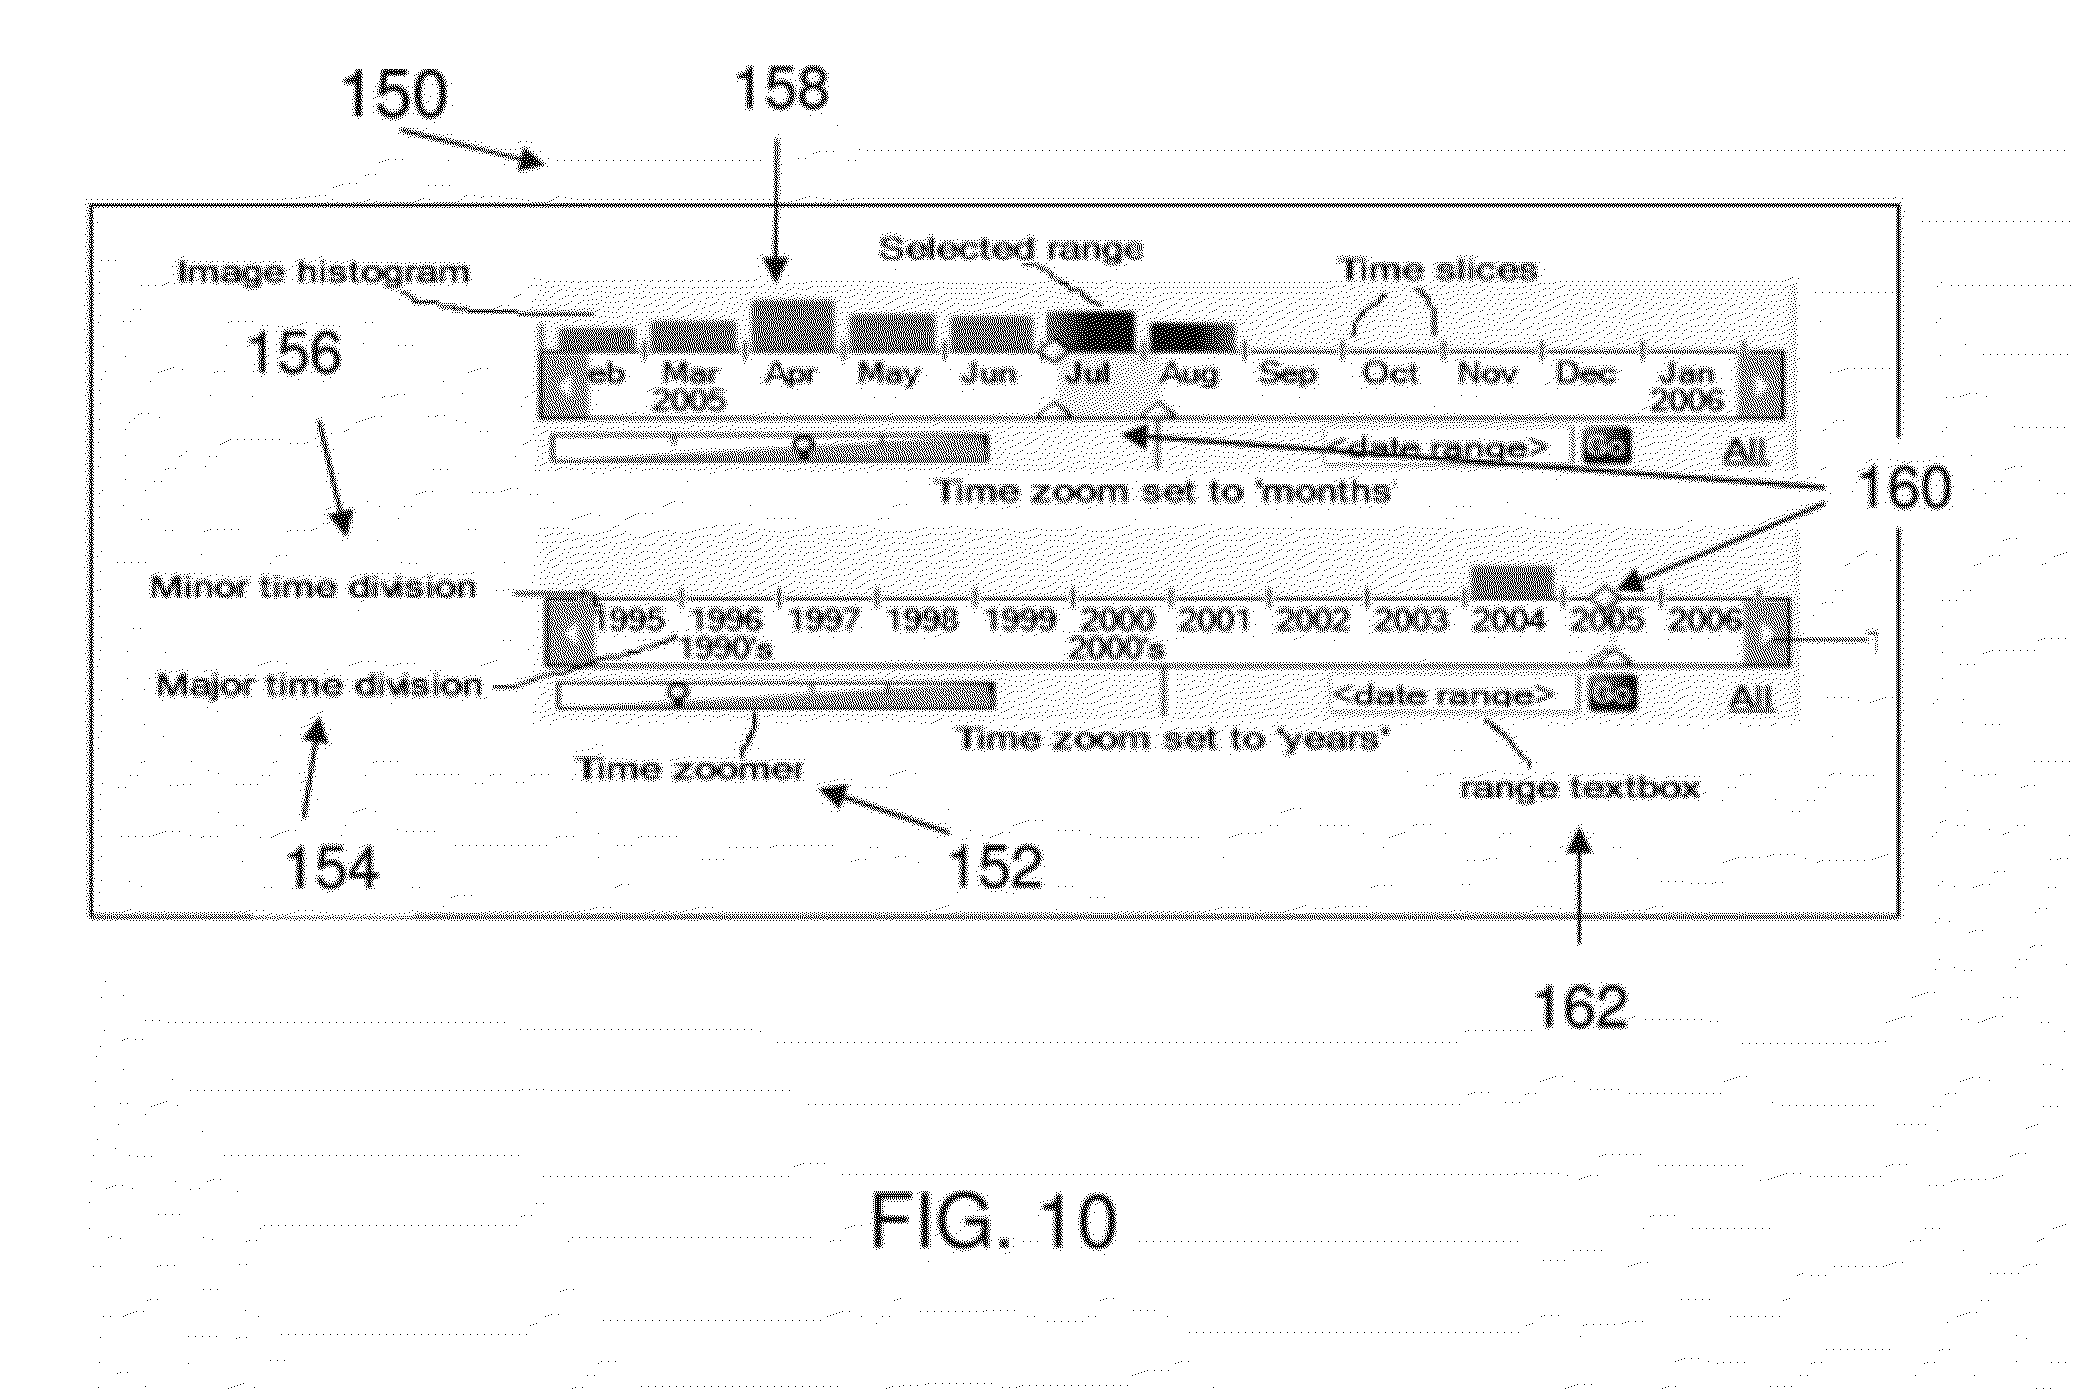 150
158
Selected range
Image histogram
Time slices
156
eb Mar Apr May Jun Jul Aug Sep Oct Nov Dec Jan
2005 2006
<date range> All
160
Time zoom set to 'months'
Minor time division
1995 1996 1997 1998 1999 2000 2001 2002 2003 2004 2005 2006
1990's 2000's
Major time division
<date range> All
Time zoom set to 'years'
Time zoomer
range textbox
154
152
162
FIG. 10